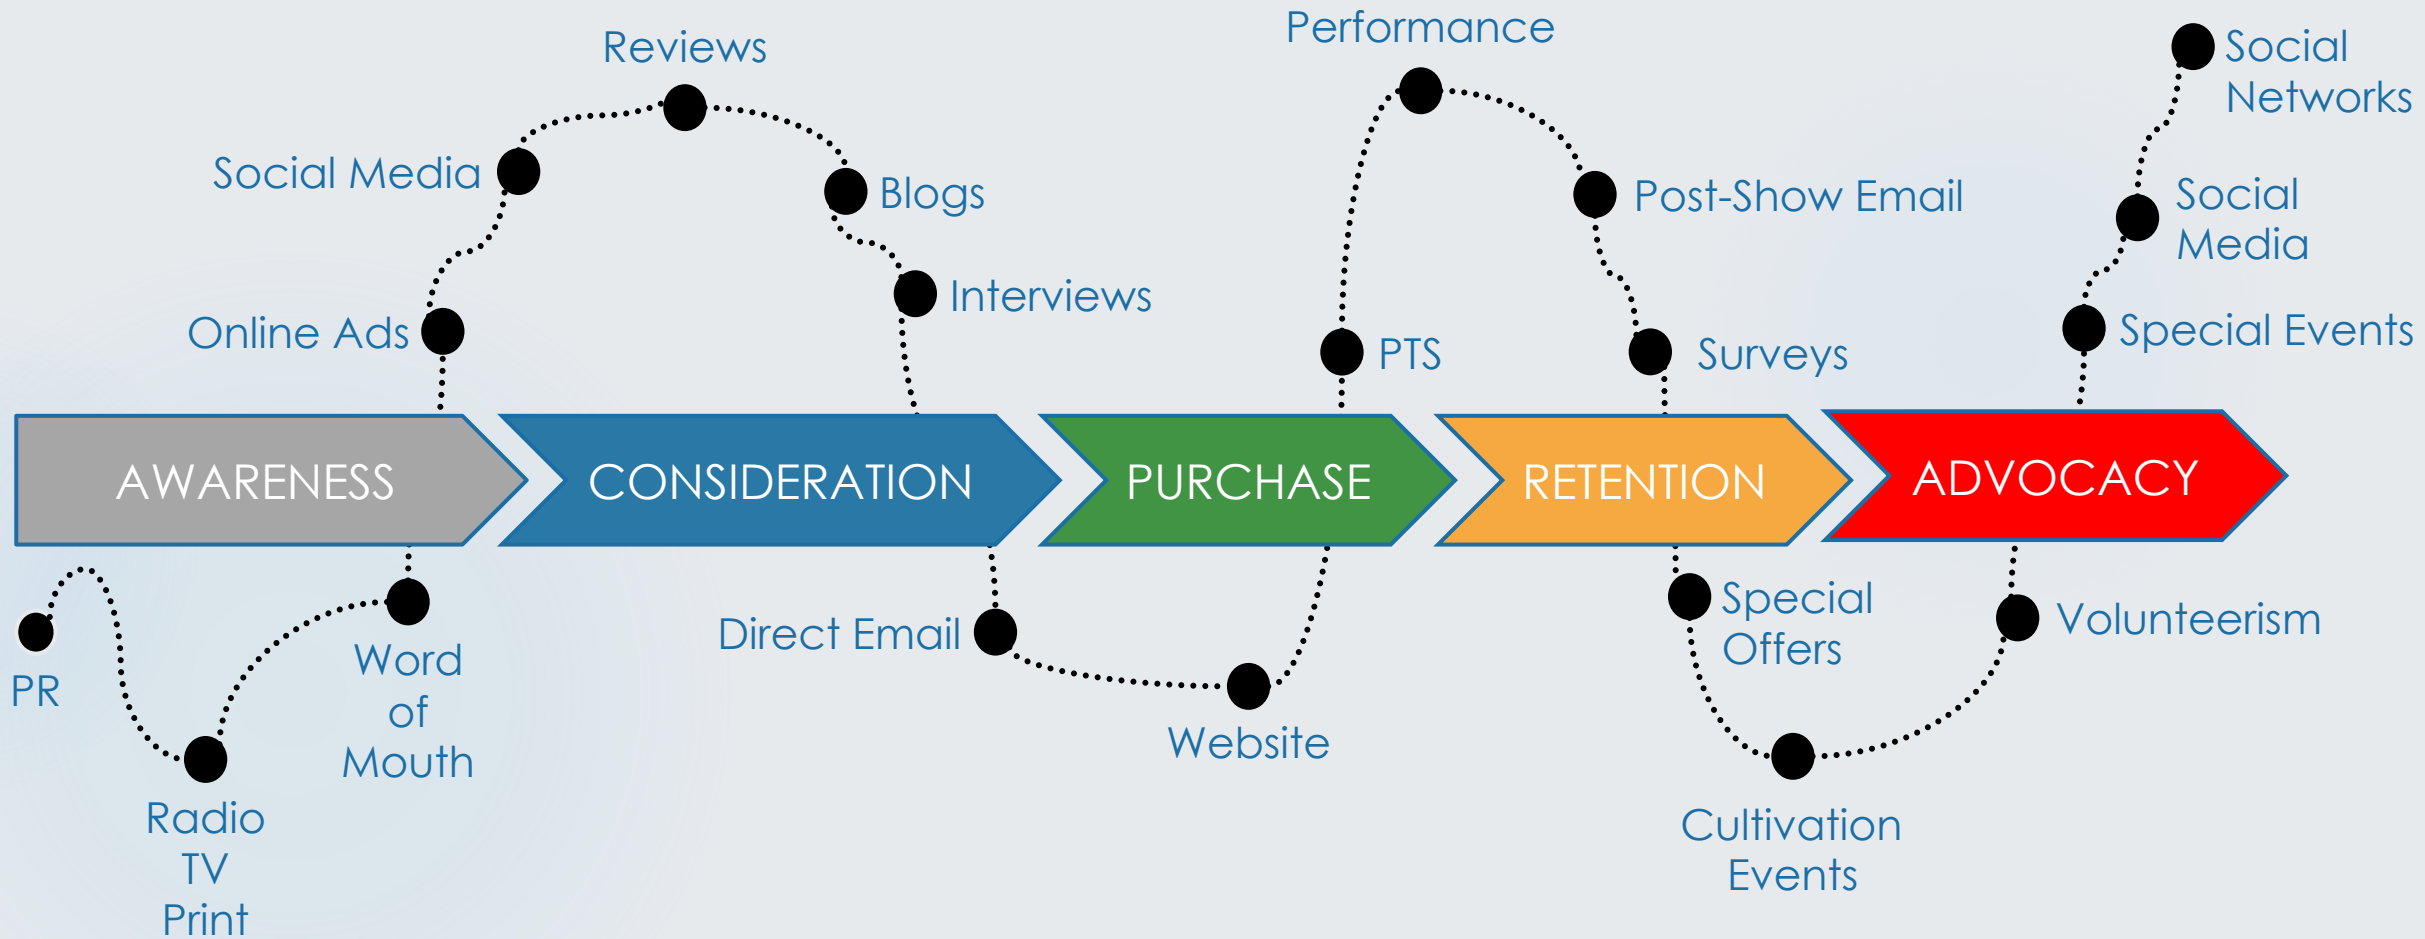 Performance
Reviews
Social
Networks
Social Media
Blogs
Post-Show Email
Social
Media
Interviews
Online Ads
PTS
Surveys
Special Events
AWARENESS
CONSIDERATION
PURCHASE
RETENTION
ADVOCACY
PR
Word
of
Mouth
Direct Email
Special
Offers
Volunteerism
Website
Radio
TV
Print
Cultivation
Events